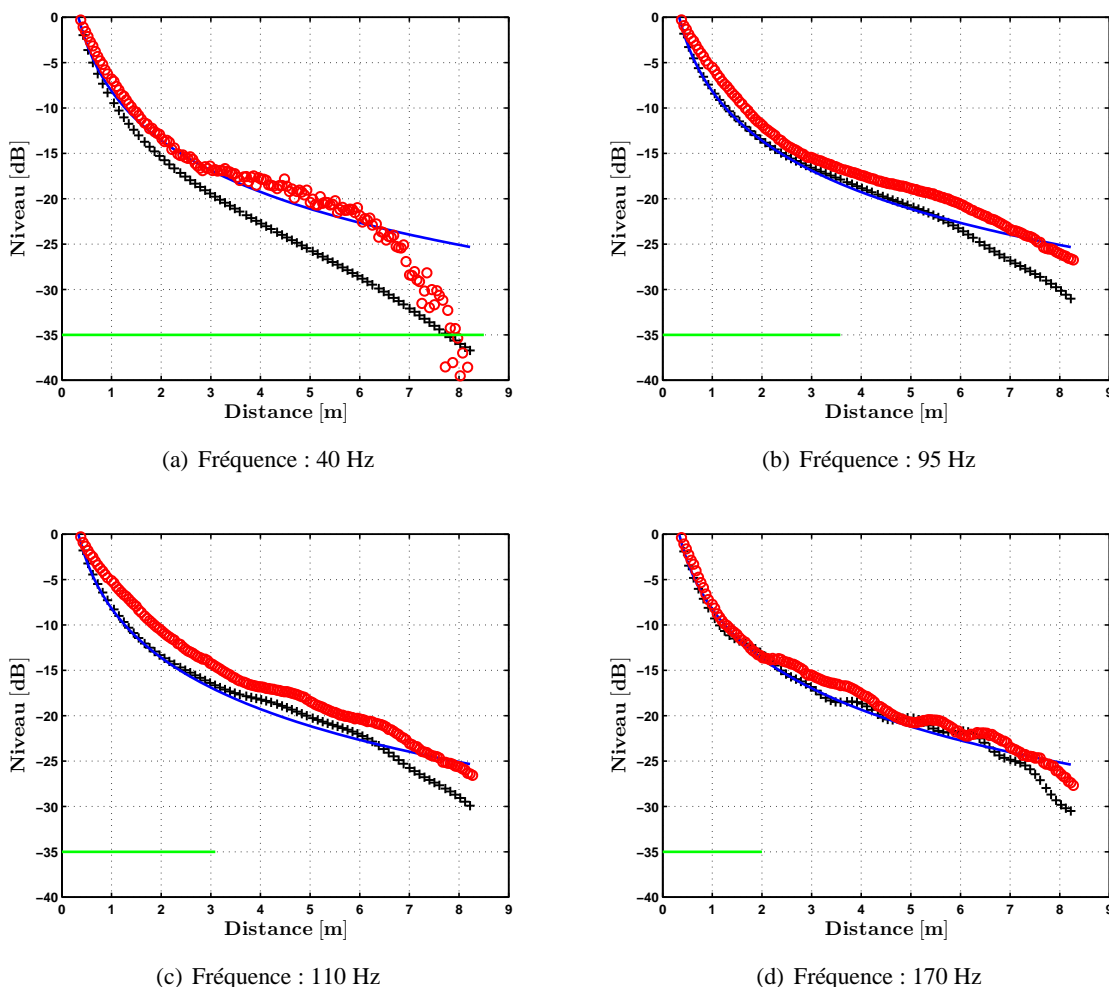 0
−5
−10
−15
−20
−25
−30
−35
−40
Niveau [dB]
0 1 2 3 4 5 6 7 8 9
Distance [m]
(a) Fréquence : 40 Hz
0
−5
−10
−15
−20
−25
−30
−35
−40
Niveau [dB]
0 1 2 3 4 5 6 7 8 9
Distance [m]
(b) Fréquence : 95 Hz
0
−5
−10
−15
−20
−25
−30
−35
−40
Niveau [dB]
0 1 2 3 4 5 6 7 8 9
Distance [m]
(c) Fréquence : 110 Hz
0
−5
−10
−15
−20
−25
−30
−35
−40
Niveau [dB]
0 1 2 3 4 5 6 7 8 9
Distance [m]
(d) Fréquence : 170 Hz